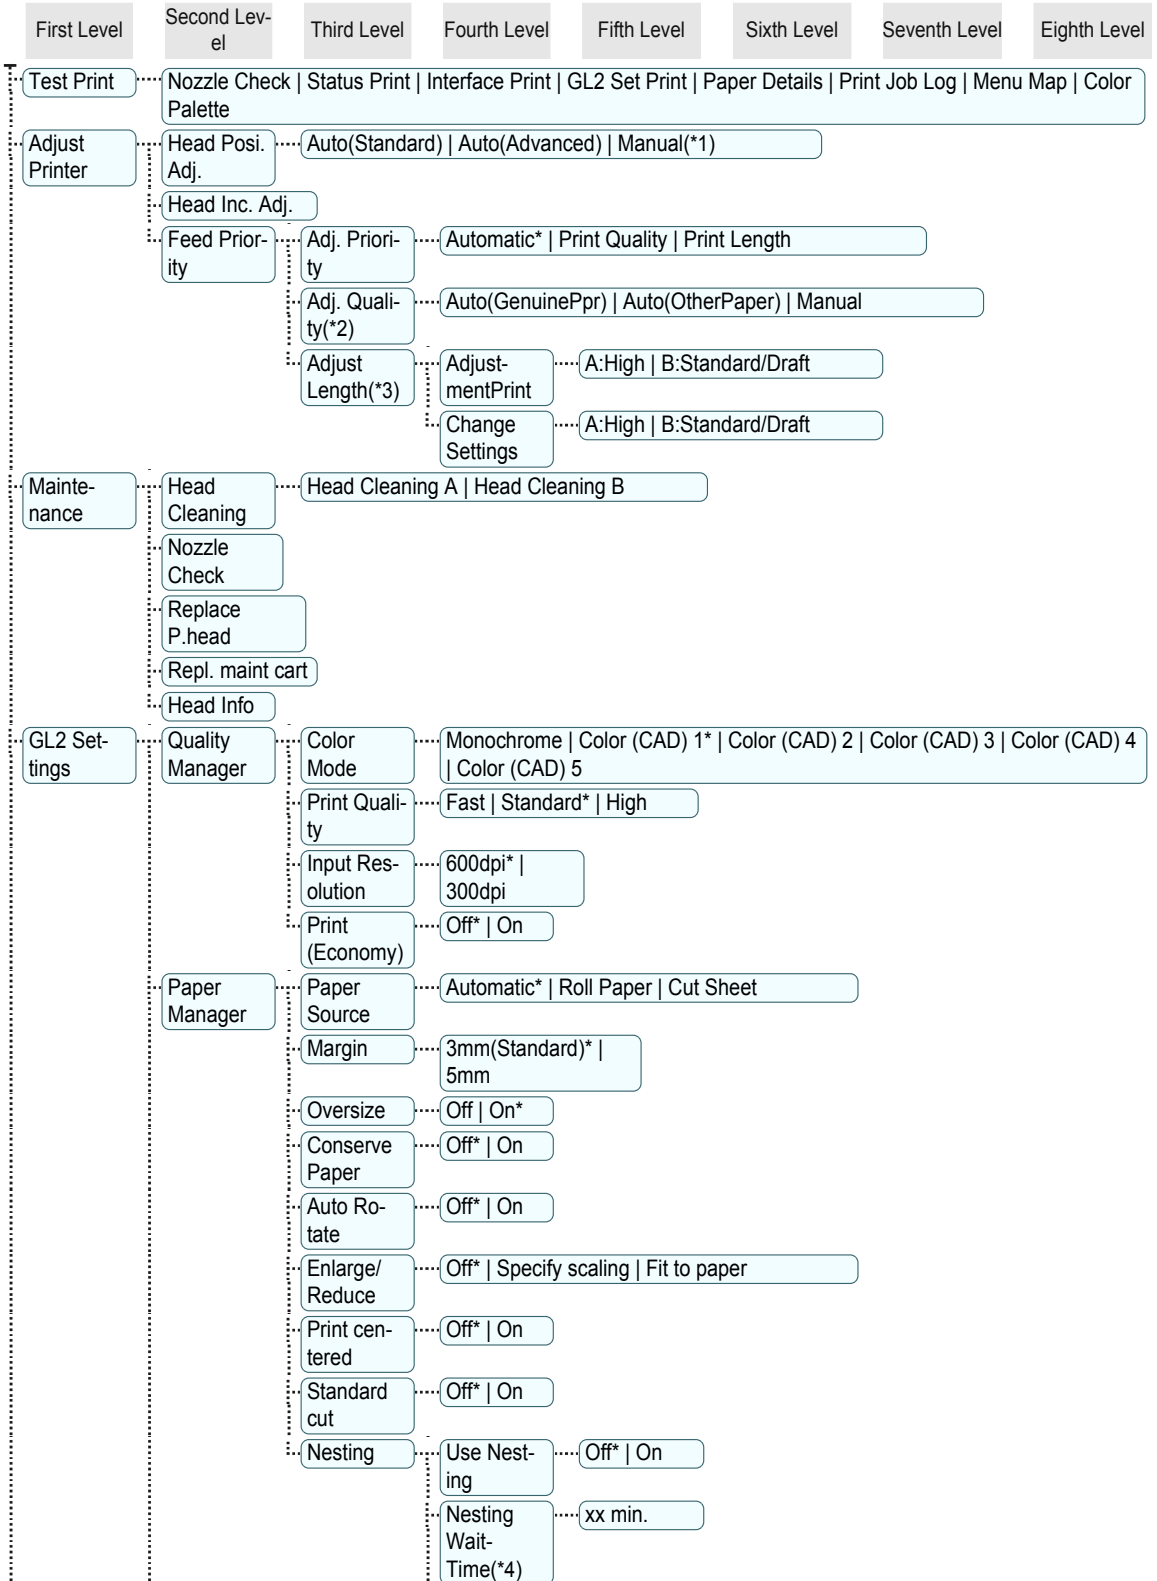 First Level
Second Lev-
el
Third Level
Fourth Level
Fifth Level
Sixth Level
Seventh Level
Eighth Level
Test Print
Nozzle Check | Status Print | Interface Print | GL2 Set Print | Paper Details | Print Job Log | Menu Map | Color
Palette
Adjust
Printer
Head Posi.
Adj.
Auto(Standard) | Auto(Advanced) | Manual(*1)
Head Inc. Adj.
Feed Prior-
ity
Adj. Priori-
ty
Automatic* | Print Quality | Print Length
Adj. Quali-
ty(*2)
Auto(GenuinePpr) | Auto(OtherPaper) | Manual
Adjust
Length(*3)
Adjust-
mentPrint
A:High | B:Standard/Draft
Change
Settings
A:High | B:Standard/Draft
Mainte-
nance
Head
Cleaning
Head Cleaning A | Head Cleaning B
Nozzle
Check
Replace
P.head
Repl. maint cart
Head Info
GL2 Set-
tings
Quality
Manager
Color
Mode
Monochrome | Color (CAD) 1* | Color (CAD) 2 | Color (CAD) 3 | Color (CAD) 4
| Color (CAD) 5
Print Quali-
ty
Fast | Standard* | High
Input Res-
olution
600dpi* |
300dpi
Print
(Economy)
Off* | On
Paper
Manager
Paper
Source
Automatic* | Roll Paper | Cut Sheet
Margin
3mm(Standard)* |
5mm
Oversize
Off | On*
Conserve
Paper
Off* | On
Auto Ro-
tate
Off* | On
Enlarge/
Reduce
Off* | Specify scaling | Fit to paper
Print cen-
tered
Off* | On
Standard
cut
Off* | On
Nesting
Use Nest-
ing
Off* | On
Nesting
Wait-
Time(*4)
xx min.